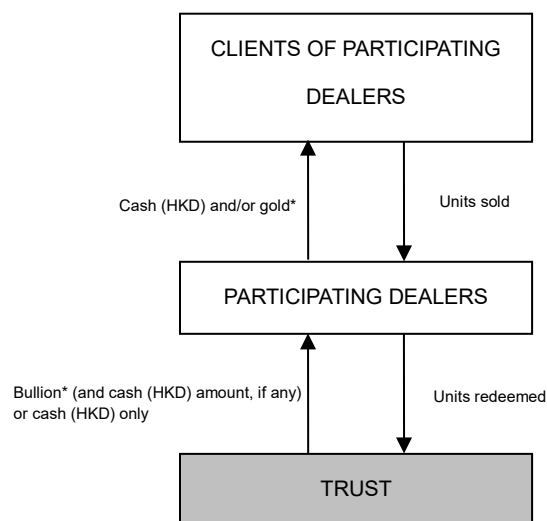 CLIENTS OF PARTICIPATING
DEALERS
Cash (HKD) and/or gold*
Units sold
PARTICIPATING DEALERS
Bullion* (and cash (HKD) amount, if any)
or cash (HKD) only
Units redeemed
TRUST